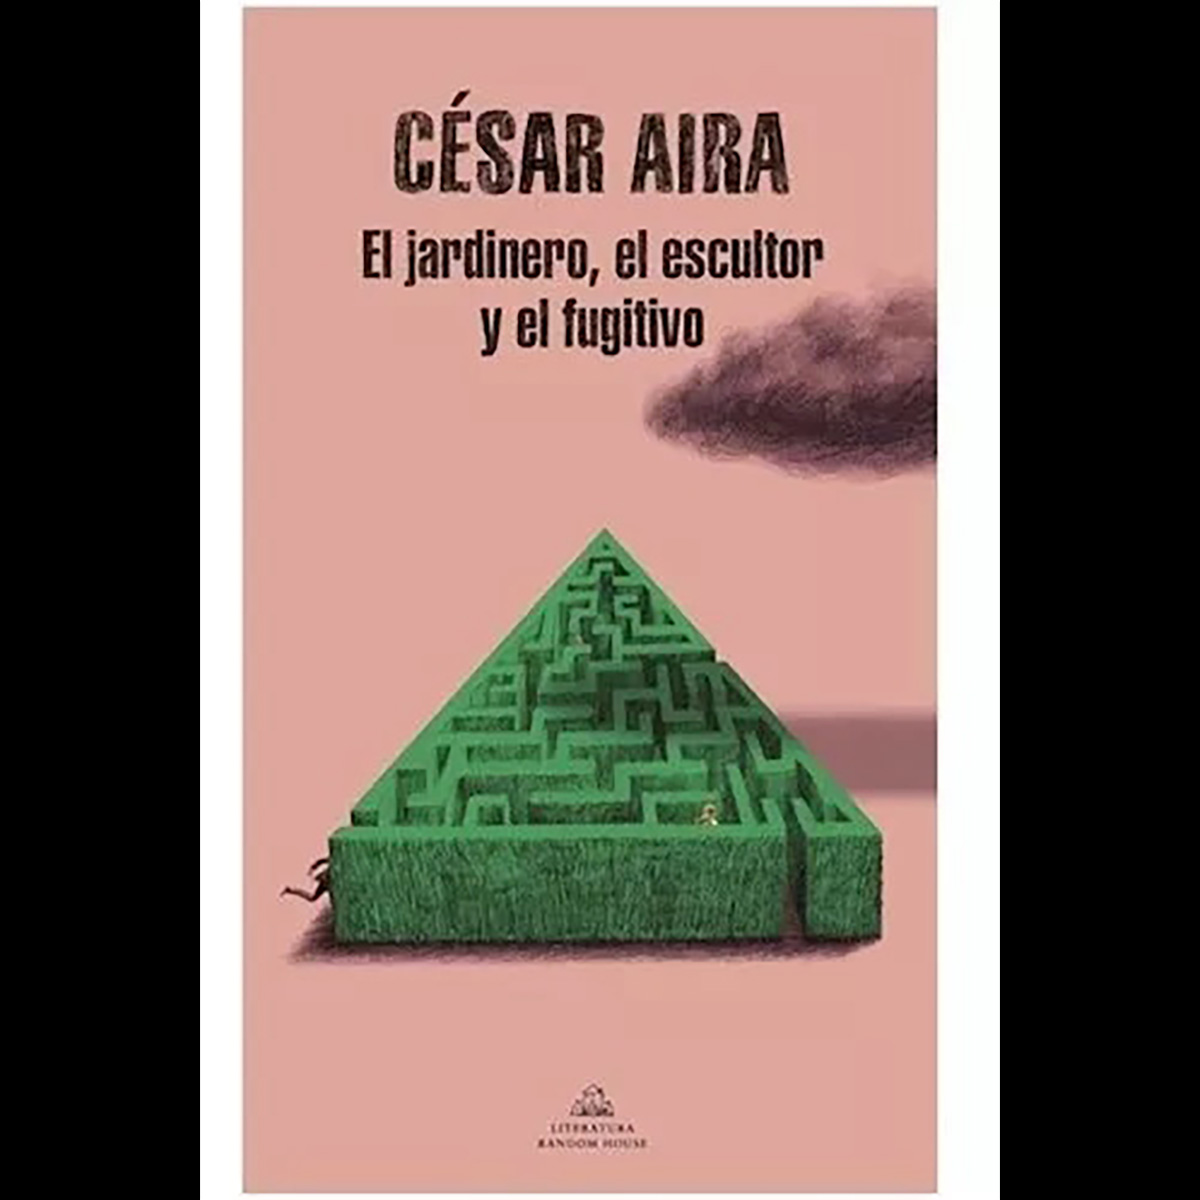 CÉSAR AIRA
El jardinero, el escultor
y el fugitivo
LITERATURA
RANDOM HOUSE